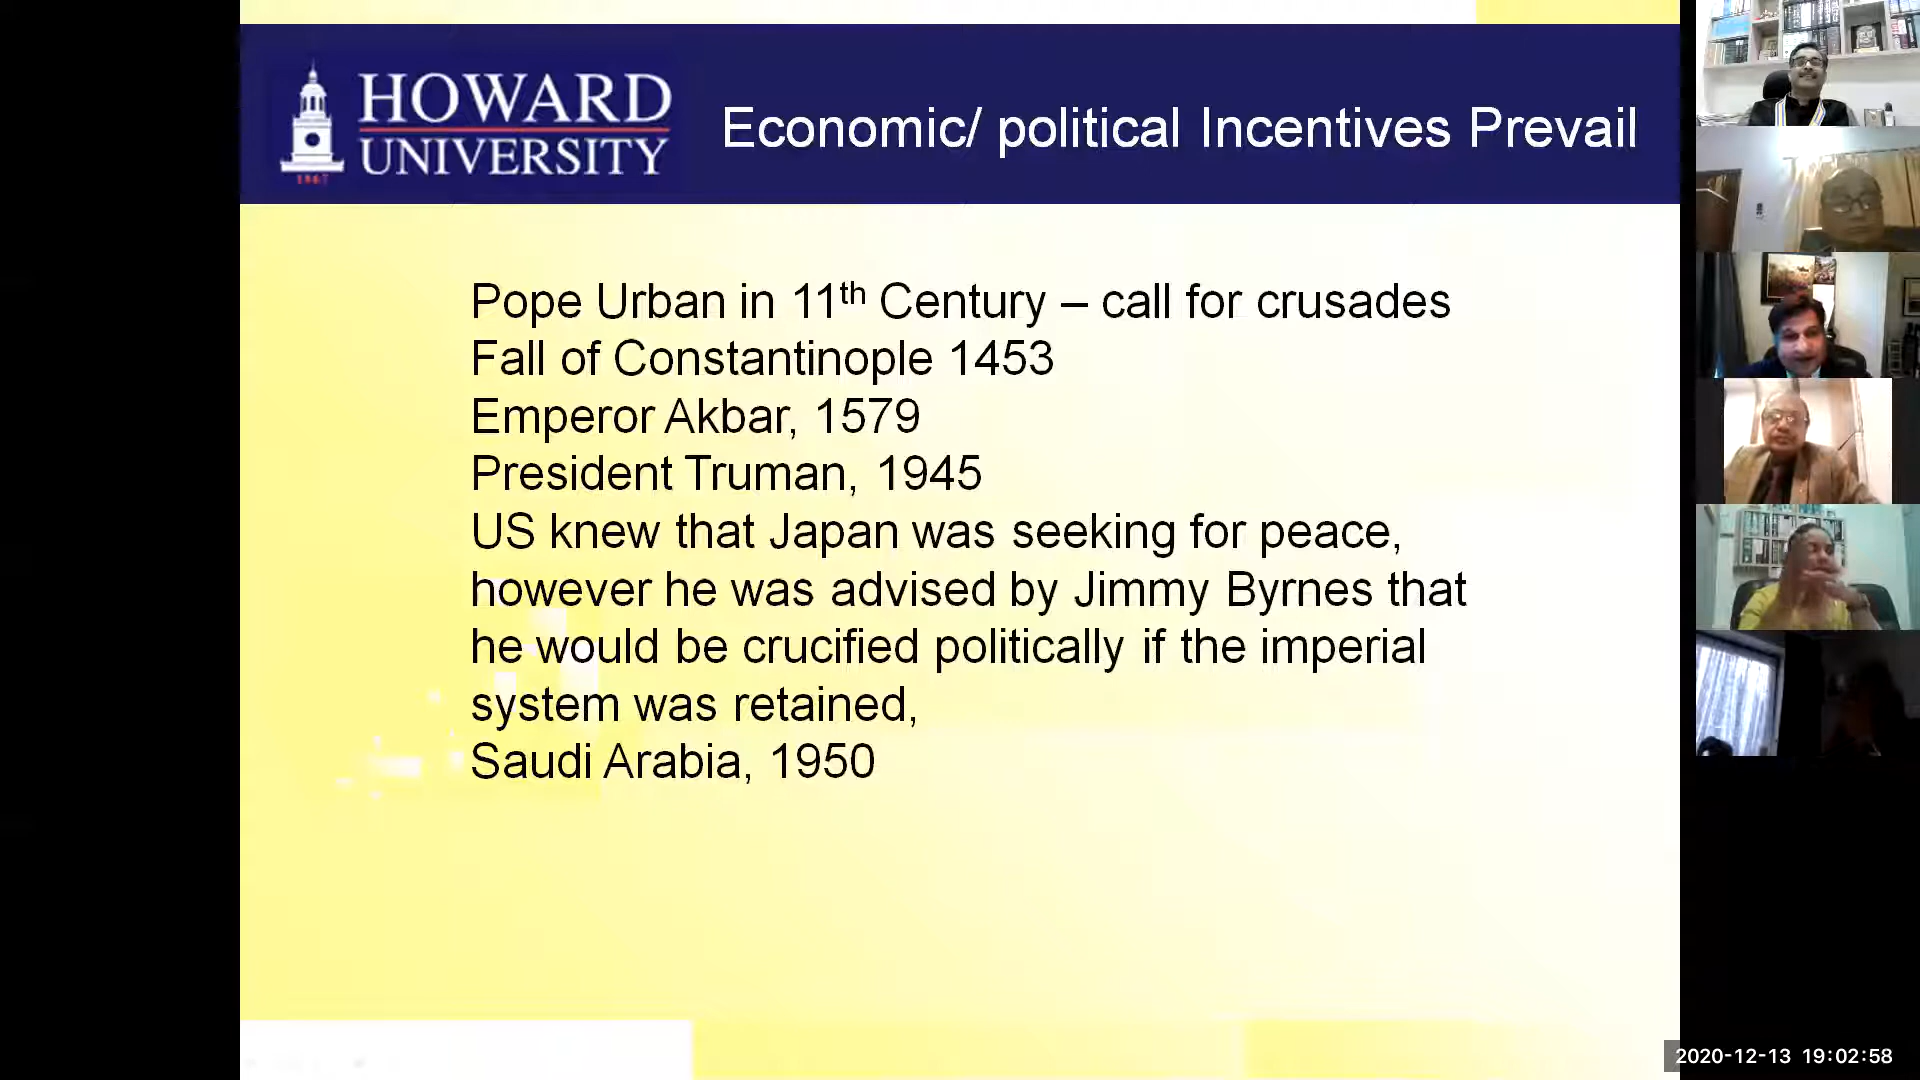 HOWARD
UNIVERSITY
1867
Economic/ political Incentives Prevail
Pope Urban in 11th Century – call for crusades
Fall of Constantinople 1453
Emperor Akbar, 1579
President Truman, 1945
US knew that Japan was seeking for peace,
however he was advised by Jimmy Byrnes that
he would be crucified politically if the imperial
system was retained,
Saudi Arabia, 1950
2020-12-13 19:02:58